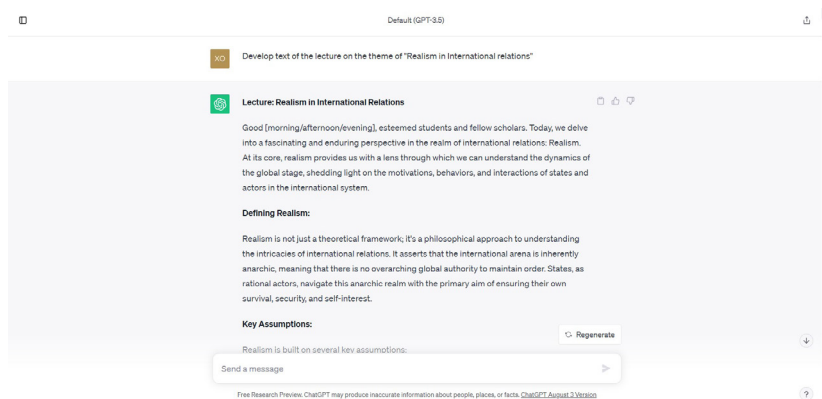 Default (GPT-3.5)
XO
Develop text of the lecture on the theme of "Realism in International relations"
Lecture: Realism in International Relations
Good [morning/afternoon/evening], esteemed students and fellow scholars. Today, we delve
into a fascinating and enduring perspective in the realm of international relations: Realism.
At its core, realism provides us with a lens through which we can understand the dynamics of
the global stage, shedding light on the motivations, behaviors, and interactions of states and
actors in the international system.
Defining Realism:
Realism is not just a theoretical framework; it's a philosophical approach to understanding
the intricacies of international relations. It asserts that the international arena is inherently
anarchic, meaning that there is no overarching global authority to maintain order. States, as
rational actors, navigate this anarchic realm with the primary aim of ensuring their own
survival, security, and self-interest.
Key Assumptions:
Regenerate
Realism is built on several key assumptions:
Send a message
Free Research Preview. ChatGPT may produce inaccurate information about people, places, or facts. ChatGPT August 3 Version
?